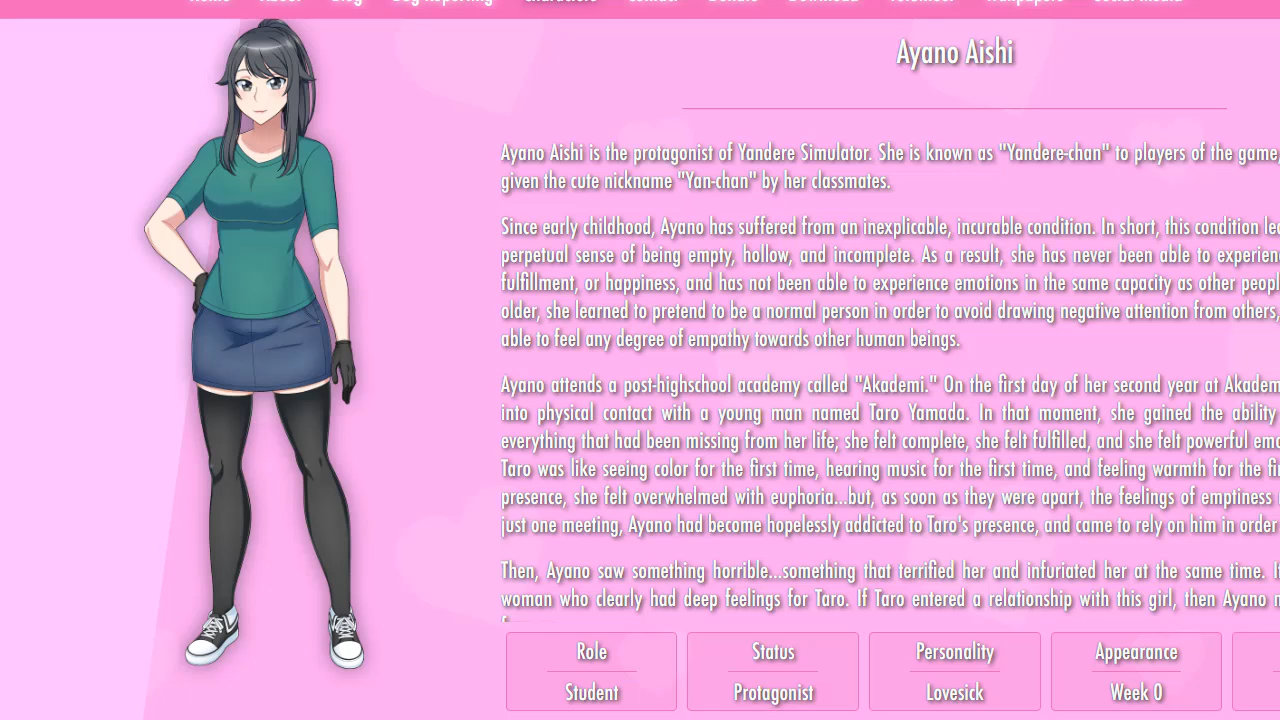 Home About Blog Bug Reporting Characters Contact Donate Download Volunteer Wallpapers Social Media
Ayano Aishi
Ayano Aishi is the protagonist of Yandere Simulator. She is known as "Yandere-chan" to players of the game,
given the cute nickname "Yan-chan" by her classmates.
Since early childhood, Ayano has suffered from an inexplicable, incurable condition. In short, this condition
perpetual sense of being empty, hollow, and incomplete. As a result, she has never been able to
fulfillment, or happiness, and has not been able to experience emotions in the same capacity as other
older, she learned to pretend to be a normal person in order to avoid drawing negative attention from others,
able to feel any degree of empathy towards other human beings.
Ayano attends a post-highschool academy called "Akademi." On the first day of her second year at
into physical contact with a young man named Taro Yamada. In that moment, she gained the ability
everything that had been missing from her life; she felt complete, she felt fulfilled, and she felt powerful
Taro was like seeing color for the first time, hearing music for the first time, and feeling warmth for the
presence, she felt overwhelmed with euphoria...but, as soon as they were apart, the feelings of emptiness
just one meeting, Ayano had become hopelessly addicted to Taro's presence, and came to rely on him in order
Then, Ayano saw something horrible...something that terrified her and infuriated her at the same time.
woman who clearly had deep feelings for Taro. If Taro entered a relationship with this girl, then Ayano
Role Status Personality Appearance
Student Protagonist Lovesick Week 0